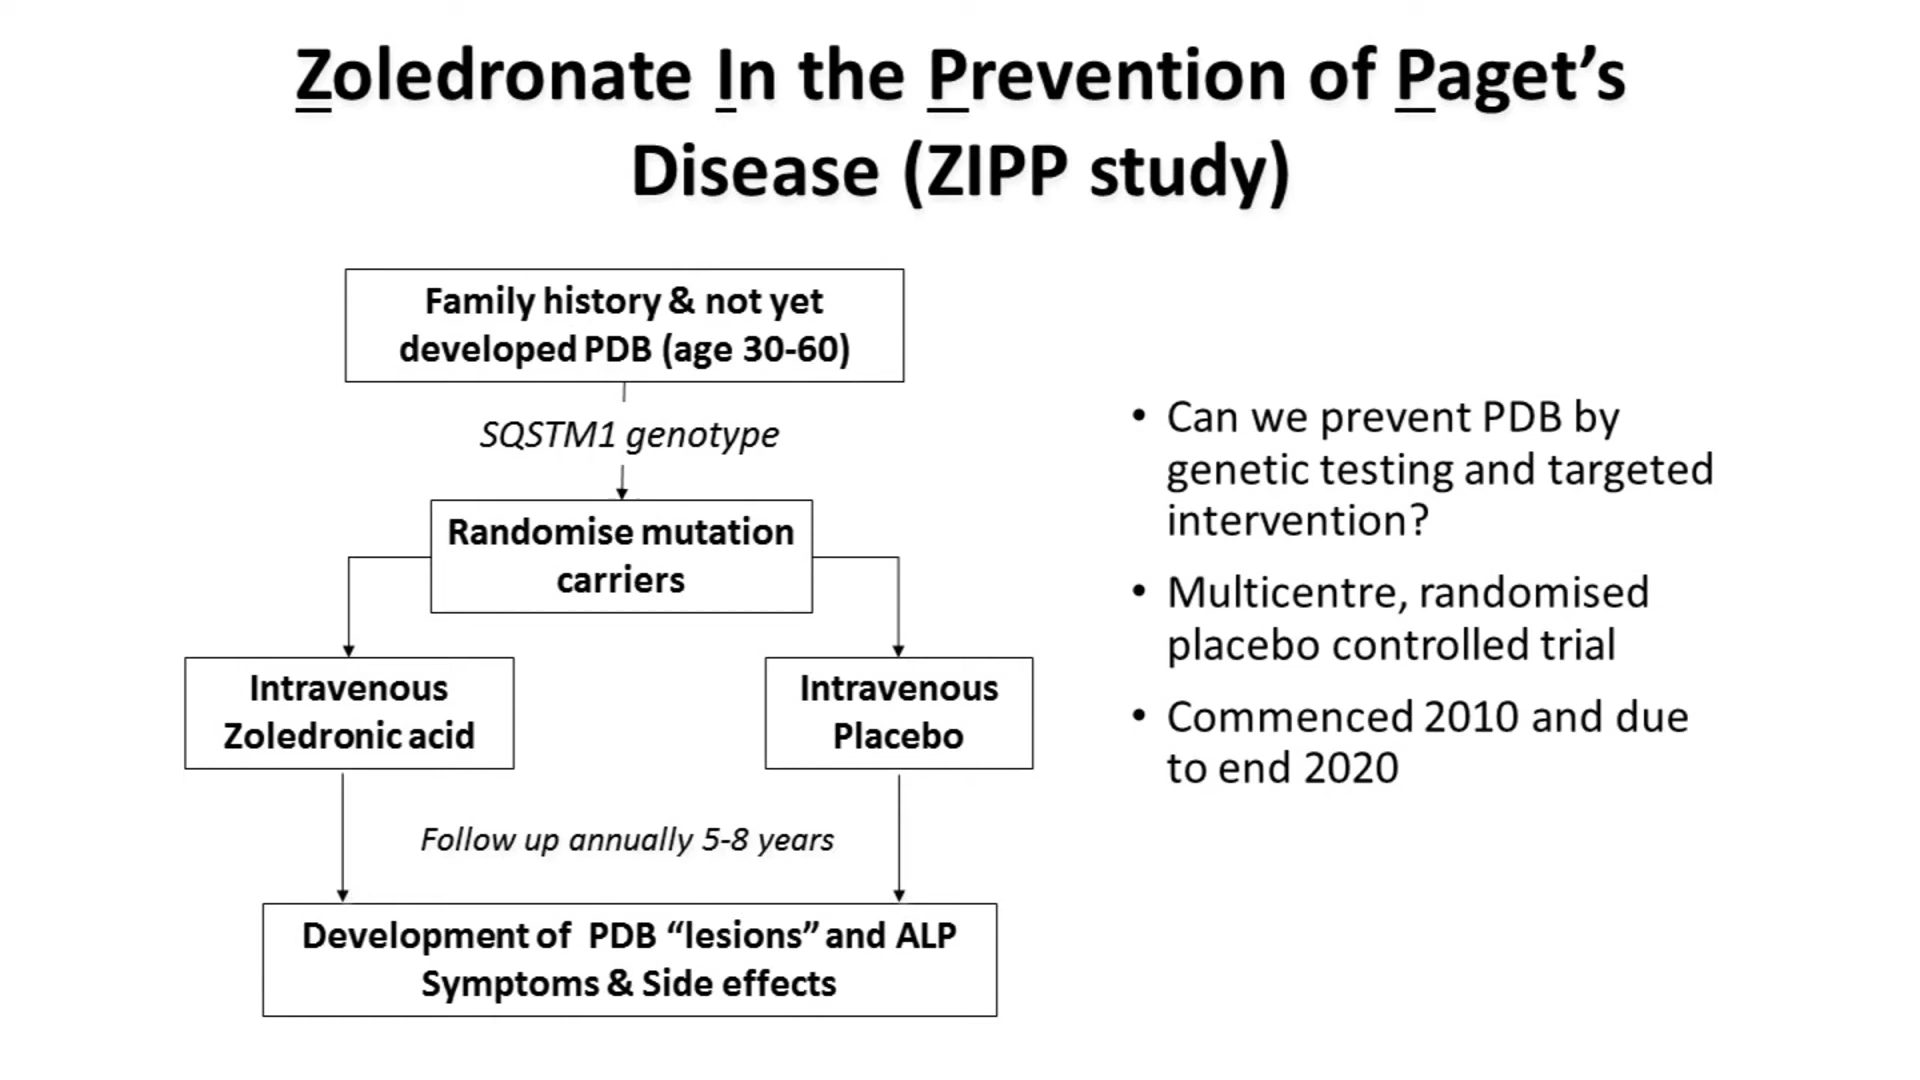 Zoledronate In the Prevention of Paget’s
Disease (ZIPP study)
Family history & not yet
developed PDB (age 30-60)
SQSTM1 genotype
Randomise mutation
carriers
Intravenous
Zoledronic acid
Intravenous
Placebo
Follow up annually 5-8 years
Development of PDB “lesions” and ALP
Symptoms & Side effects
• Can we prevent PDB by
genetic testing and targeted
intervention?
• Multicentre, randomised
placebo controlled trial
• Commenced 2010 and due
to end 2020